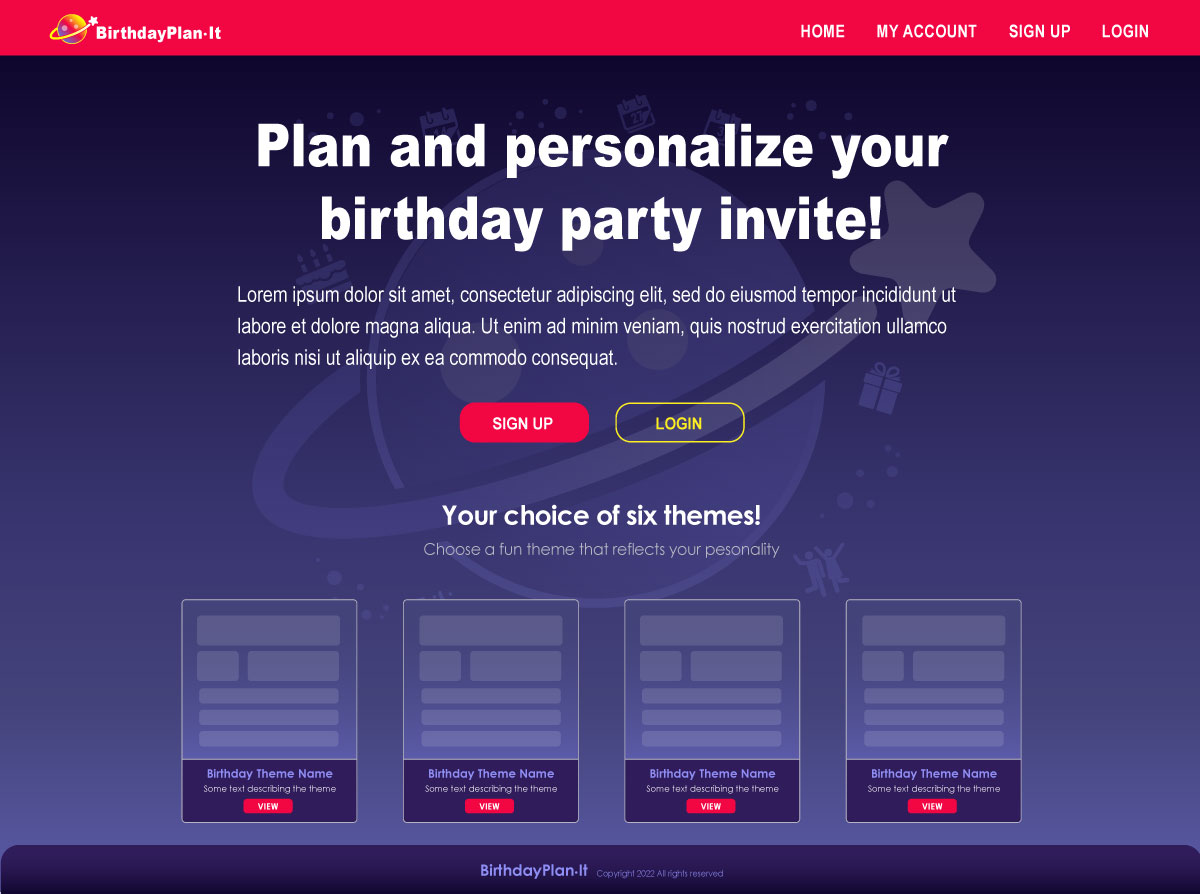 BirthdayPlan·It
HOME MY ACCOUNT SIGN UP LOGIN
Plan and personalize your
birthday party invite!
Lorem ipsum dolor sit amet, consectetur adipiscing elit, sed do eiusmod tempor incididunt ut
labore et dolore magna aliqua. Ut enim ad minim veniam, quis nostrud exercitation ullamco
laboris nisi ut aliquip ex ea commodo consequat.
SIGN UP LOGIN
Your choice of six themes!
Choose a fun theme that reflects your pesonality
Birthday Theme Name
Some text describing the theme
VIEW
Birthday Theme Name
Some text describing the theme
VIEW
Birthday Theme Name
Some text describing the theme
VIEW
Birthday Theme Name
Some text describing the theme
VIEW
BirthdayPlan·It Copyright 2022 All rights reserved